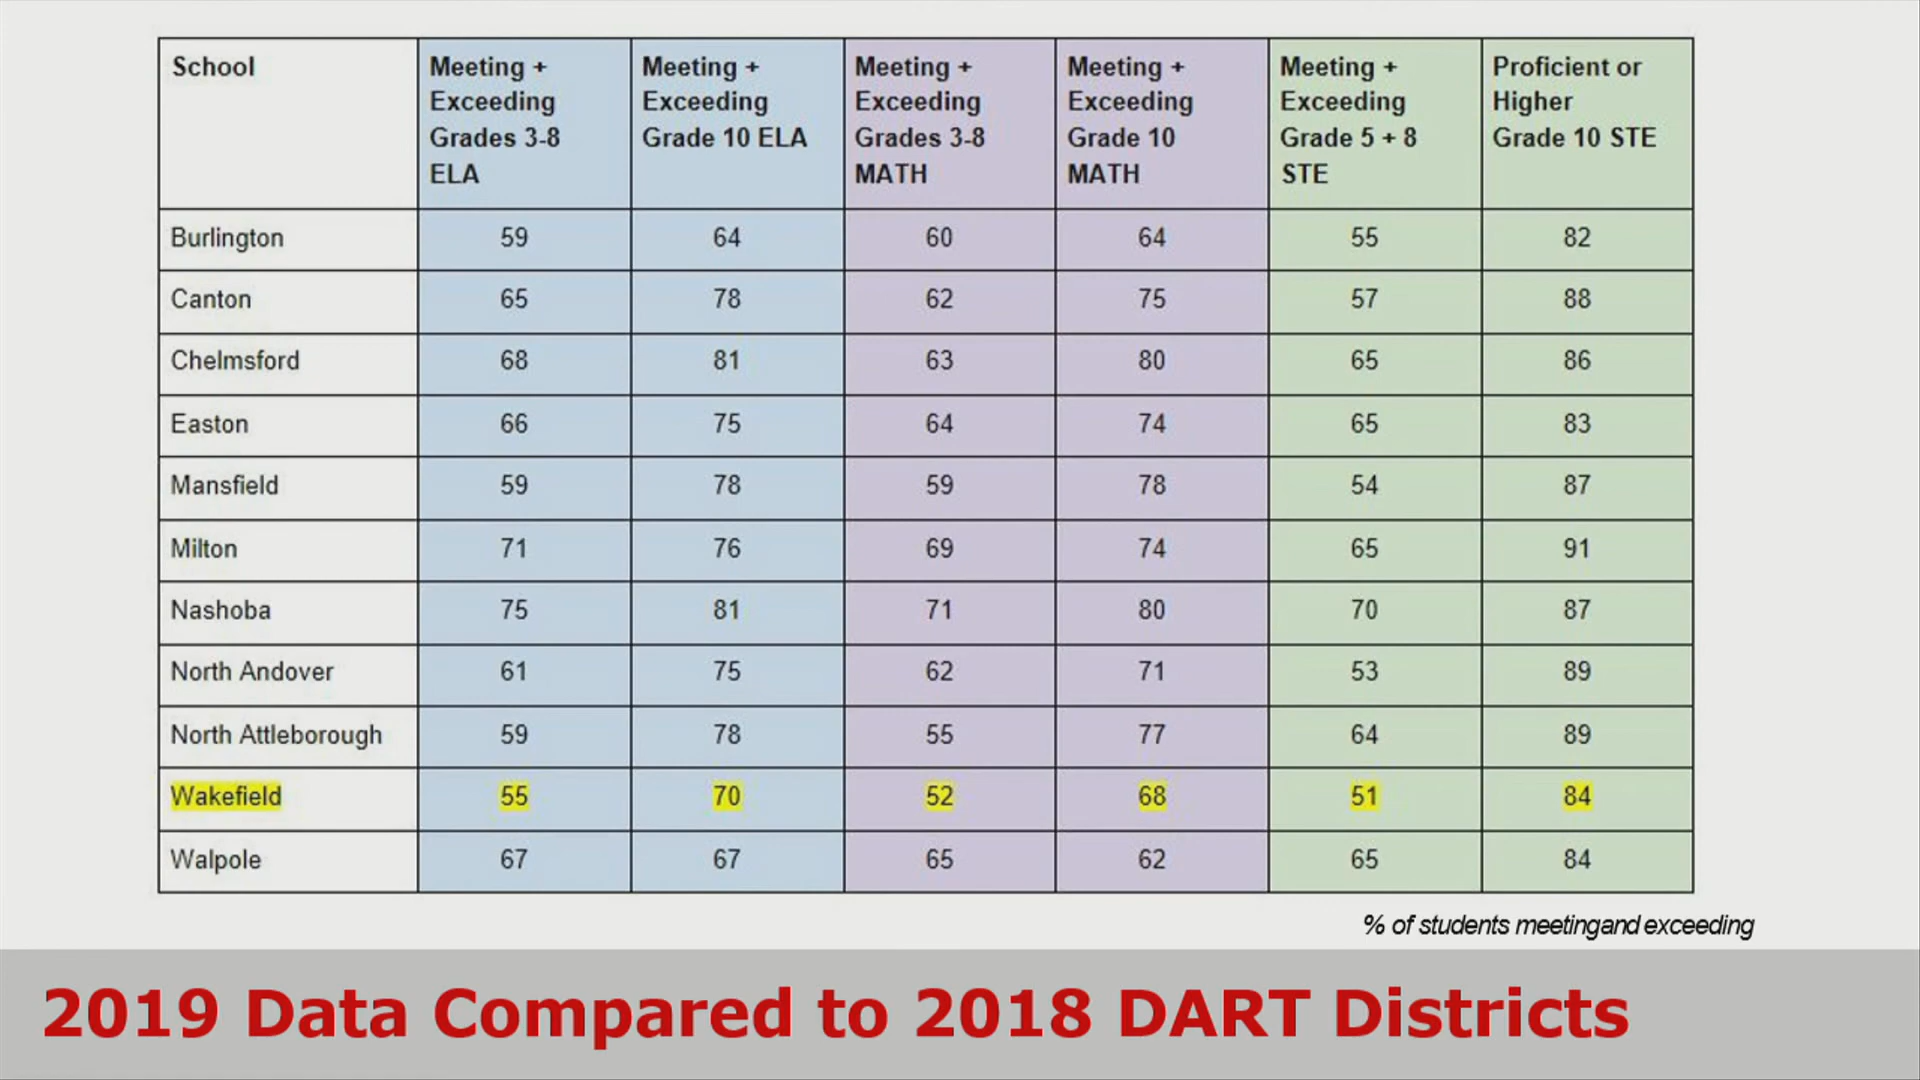 School Meeting + Exceeding Grades 3-8 ELA Meeting + Exceeding Grade 10 ELA Meeting + Exceeding Grades 3-8 MATH Meeting + Exceeding Grade 10 MATH Meeting + Exceeding Grade 5 + 8 STE Proficient or Higher Grade 10 STE
Burlington 59 64 60 64 55 82
Canton 65 78 62 75 57 88
Chelmsford 68 81 63 80 65 86
Easton 66 75 64 74 65 83
Mansfield 59 78 59 78 54 87
Milton 71 76 69 74 65 91
Nashoba 75 81 71 80 70 87
North Andover 61 75 62 71 53 89
North Attleborough 59 78 55 77 64 89
Wakefield 55 70 52 68 51 84
Walpole 67 67 65 62 65 84
% of students meetingand exceeding
2019 Data Compared to 2018 DART Districts